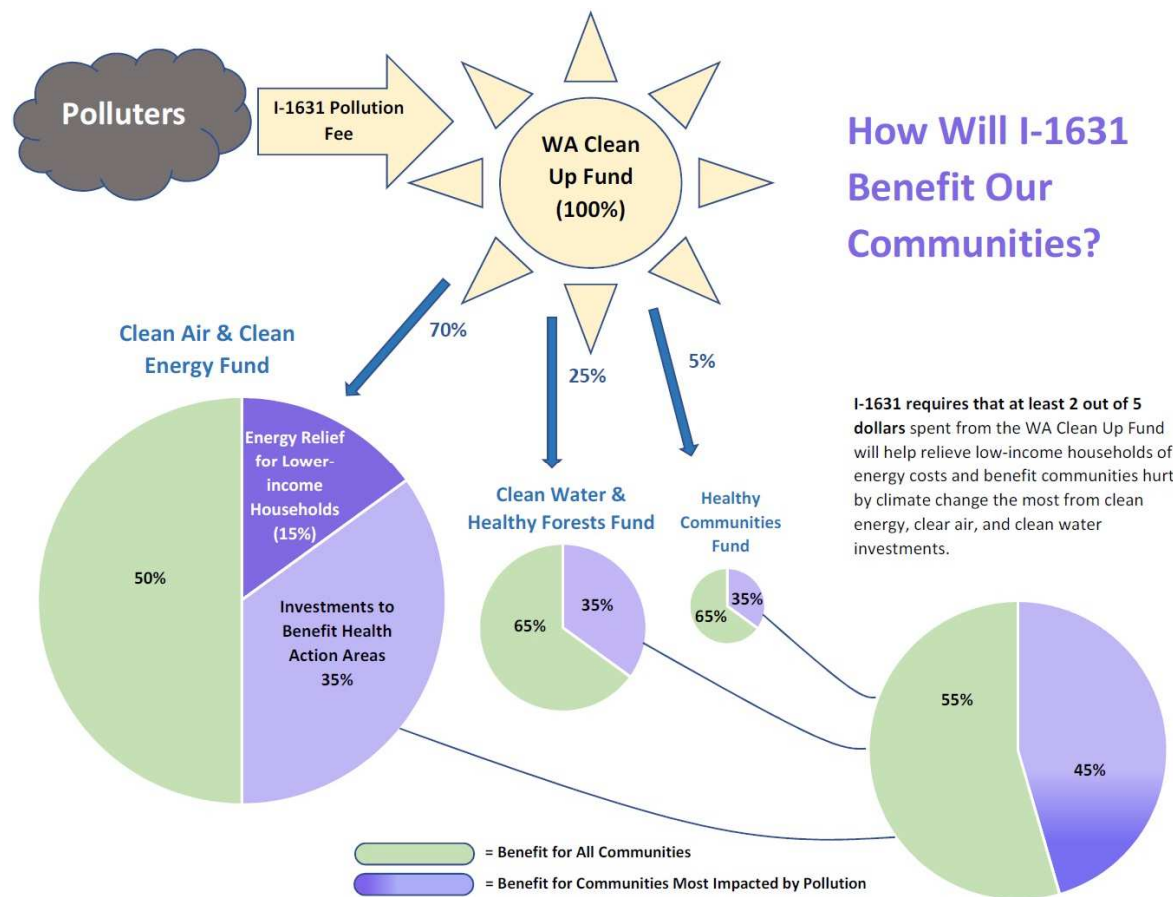 Polluters
I-1631 Pollution
Fee
WA Clean
Up Fund
(100%)
How Will I-1631
Benefit Our
Communities?
70%
25%
5%
Clean Air & Clean
Energy Fund
Energy Relief
for Lower-
income
Households
(15%)
50%
Investments to
Benefit Health
Action Areas
35%
Clean Water &
Healthy Forests Fund
35%
65%
Healthy
Communities
Fund
35%
65%
I-1631 requires that at least 2 out of 5
dollars spent from the WA Clean Up Fund
will help relieve low-income households of
energy costs and benefit communities hurt
by climate change the most from clean
energy, clear air, and clean water
investments.
55%
45%
= Benefit for All Communities
= Benefit for Communities Most Impacted by Pollution